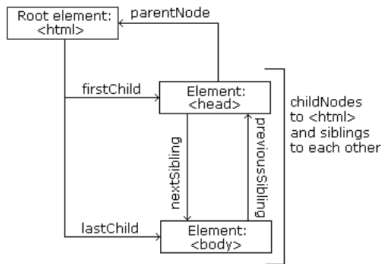 Root element:
<html>
parentNode
firstChild
Element:
<head>
nextSibling
previousSibling
childNodes
to <html>
and siblings
to each other
lastChild
Element:
<body>